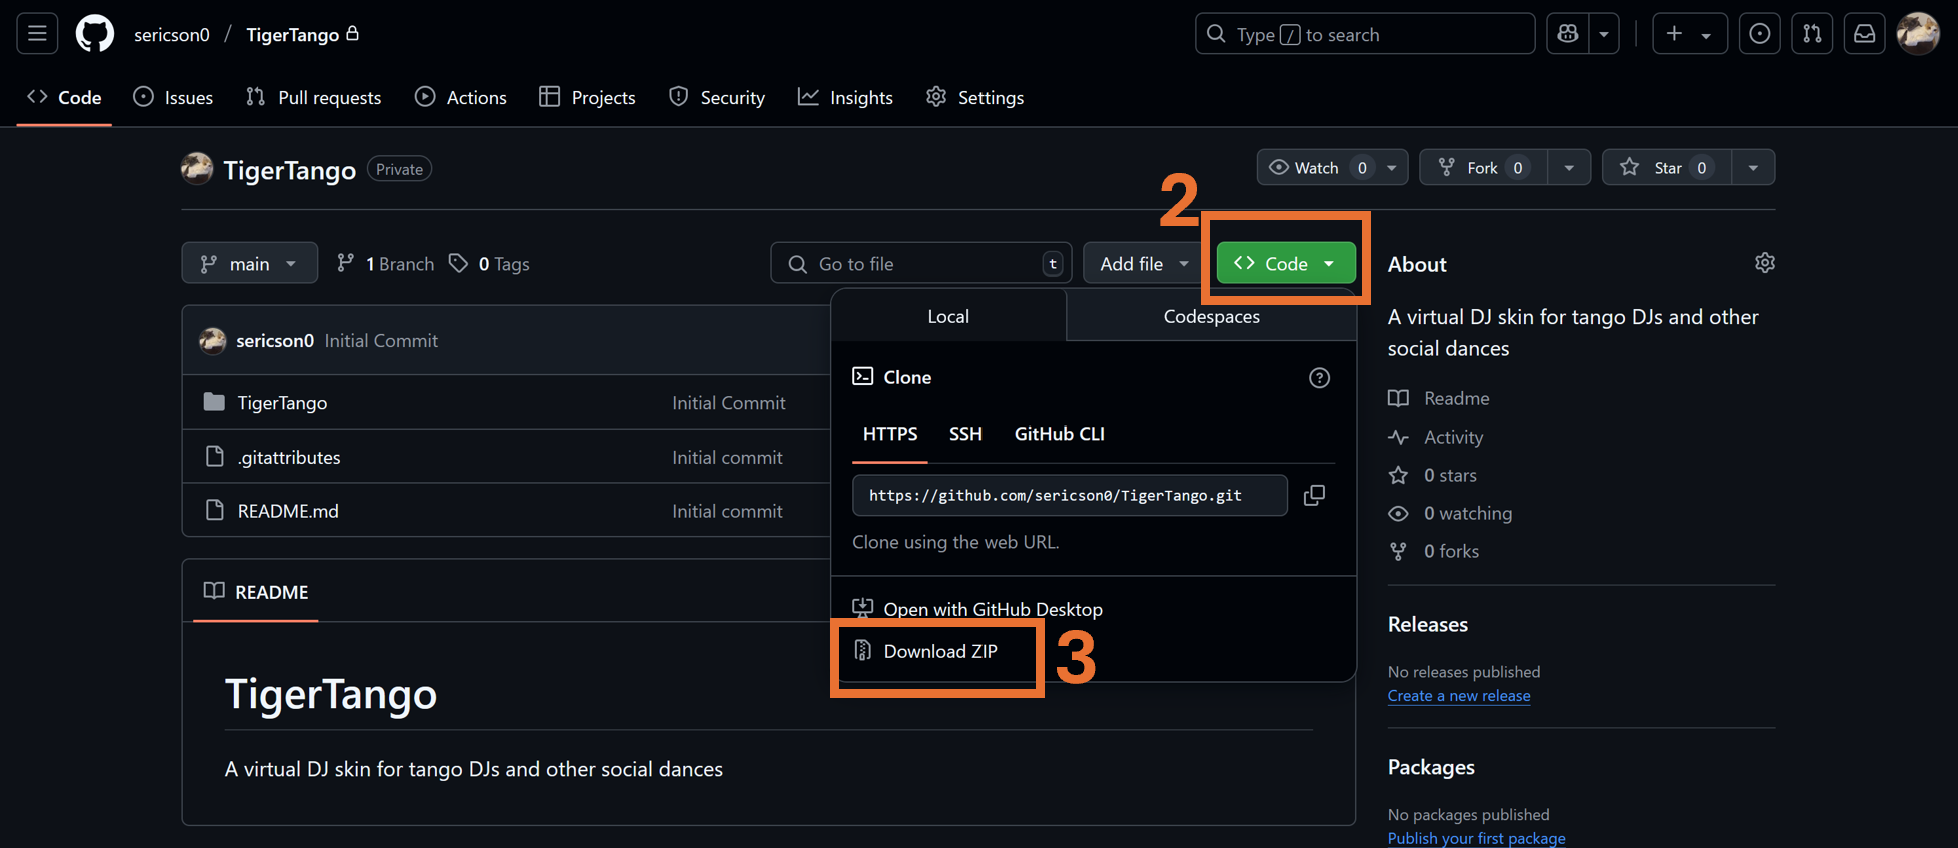 sericson0 / TigerTango
Type / to search
Code
Issues
Pull requests
Actions
Projects
Security
Insights
Settings
TigerTango Private
Watch 0
Fork 0
Star 0
2
main
1 Branch
0 Tags
Go to file t
Add file
Code
sericson0 Initial Commit
TigerTango Initial Commit
.gitattributes Initial commit
README.md Initial commit
Local
Codespaces
Clone
HTTPS
SSH
GitHub CLI
https://github.com/sericson0/TigerTango.git
Clone using the web URL.
Open with GitHub Desktop
Download ZIP
3
README
TigerTango
A virtual DJ skin for tango DJs and other social dances
About
A virtual DJ skin for tango DJs and other
social dances
Readme
Activity
0 stars
0 watching
0 forks
Releases
No releases published
Create a new release
Packages
No packages published
Publish your first package